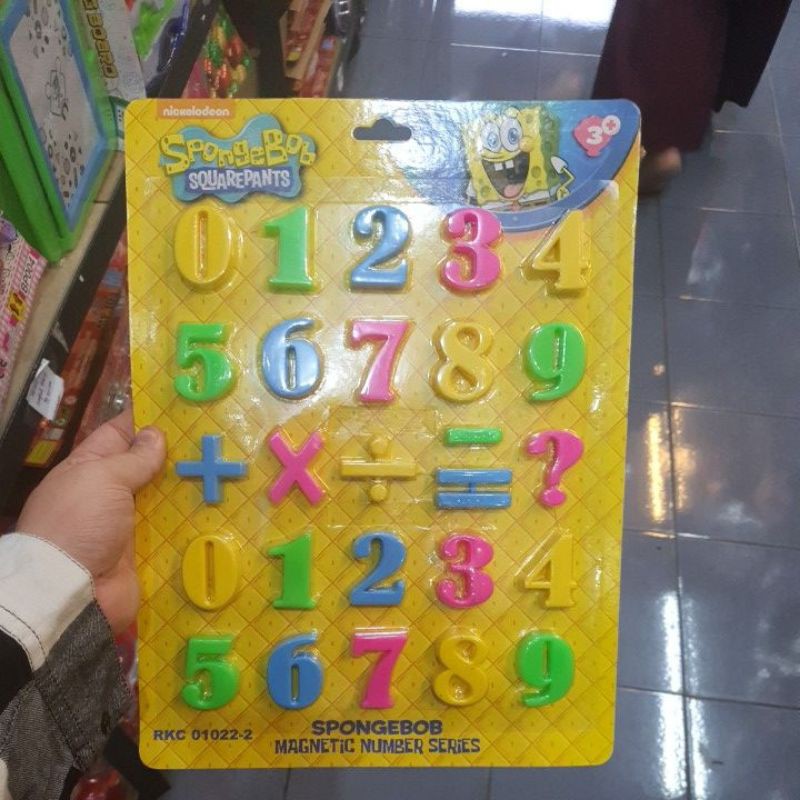 nickelodeon
SPONGEBOB
SQUAREPANTS
3+
0 1 2 3 4
5 6 7 8 9
+ × ÷ - = ?
0 1 2 3 4
5 6 7 8 9
RKC 01022-2
SPONGEBOB
MAGNETIC NUMBER SERIES